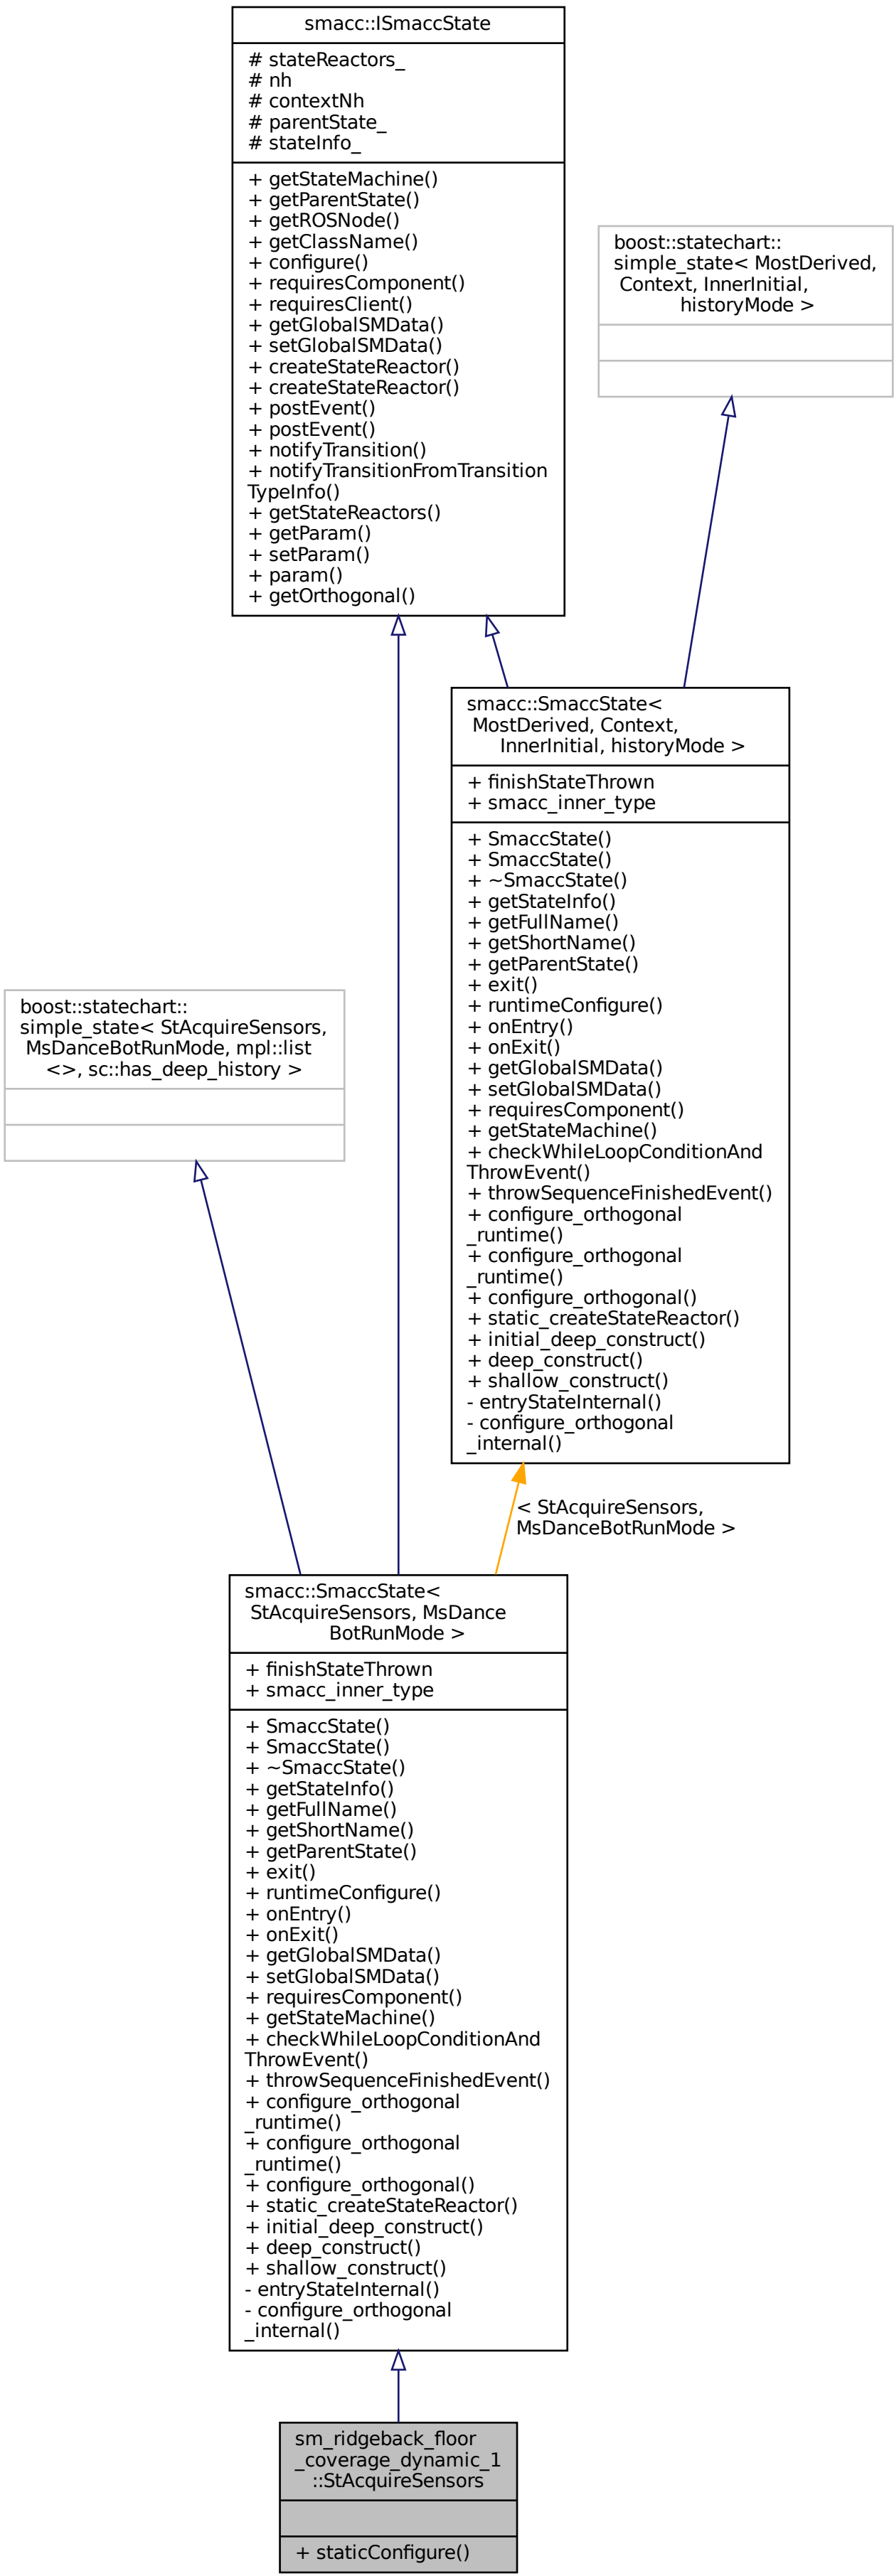 smacc::ISmaccState
# stateReactors_
# nh
# contextNh
# parentState_
# stateInfo_
+ getStateMachine()
+ getParentState()
+ getROSNode()
+ getClassName()
+ configure()
+ requiresComponent()
+ requiresClient()
+ getGlobalSMData()
+ setGlobalSMData()
+ createStateReactor()
+ createStateReactor()
+ postEvent()
+ postEvent()
+ notifyTransition()
+ notifyTransitionFromTransition
TypeInfo()
+ getStateReactors()
+ getParam()
+ setParam()
+ param()
+ getOrthogonal()
boost::statechart::
simple_state< MostDerived,
Context, InnerInitial,
historyMode >
smacc::SmaccState<
MostDerived, Context,
InnerInitial, historyMode >
+ finishStateThrown
+ smacc_inner_type
+ SmaccState()
+ SmaccState()
+ ~SmaccState()
+ getStateInfo()
+ getFullName()
+ getShortName()
+ getParentState()
+ exit()
+ runtimeConfigure()
+ onEntry()
+ onExit()
+ getGlobalSMData()
+ setGlobalSMData()
+ requiresComponent()
+ getStateMachine()
+ checkWhileLoopConditionAnd
ThrowEvent()
+ throwSequenceFinishedEvent()
+ configure_orthogonal
_runtime()
+ configure_orthogonal
_runtime()
+ configure_orthogonal()
+ static_createStateReactor()
+ initial_deep_construct()
+ deep_construct()
+ shallow_construct()
- entryStateInternal()
- configure_orthogonal
_internal()
boost::statechart::
simple_state< StAcquireSensors,
MsDanceBotRunMode, mpl::list
<>, sc::has_deep_history >
< StAcquireSensors,
MsDanceBotRunMode >
smacc::SmaccState<
StAcquireSensors, MsDance
BotRunMode >
+ finishStateThrown
+ smacc_inner_type
+ SmaccState()
+ SmaccState()
+ ~SmaccState()
+ getStateInfo()
+ getFullName()
+ getShortName()
+ getParentState()
+ exit()
+ runtimeConfigure()
+ onEntry()
+ onExit()
+ getGlobalSMData()
+ setGlobalSMData()
+ requiresComponent()
+ getStateMachine()
+ checkWhileLoopConditionAnd
ThrowEvent()
+ throwSequenceFinishedEvent()
+ configure_orthogonal
_runtime()
+ configure_orthogonal
_runtime()
+ configure_orthogonal()
+ static_createStateReactor()
+ initial_deep_construct()
+ deep_construct()
+ shallow_construct()
- entryStateInternal()
- configure_orthogonal
_internal()
sm_ridgeback_floor
_coverage_dynamic_1
::StAcquireSensors
+ staticConfigure()